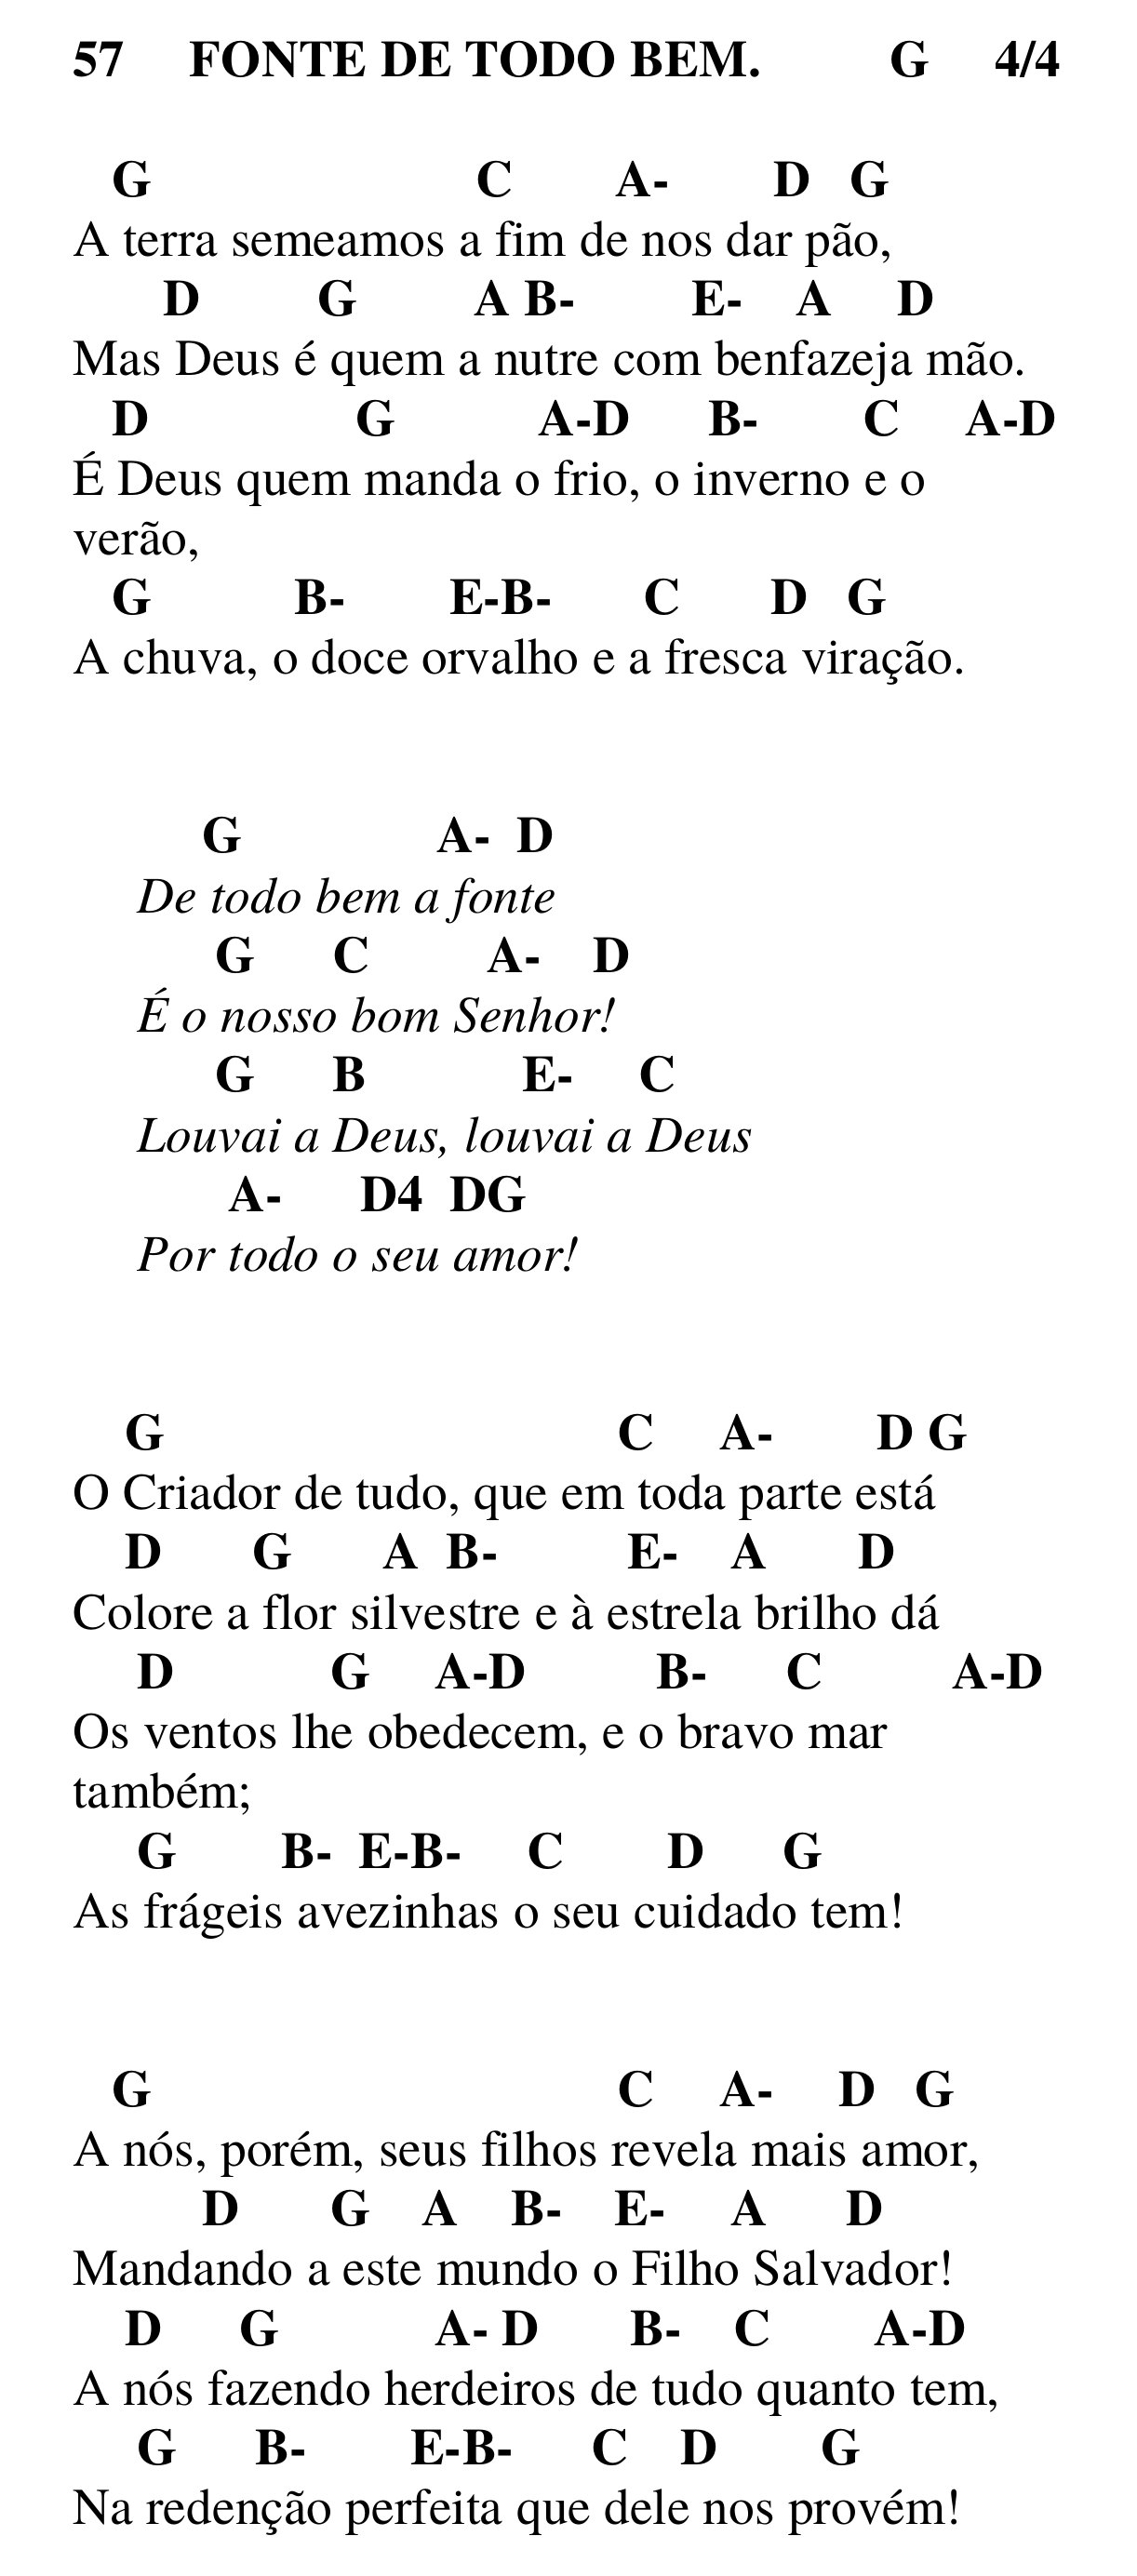 57 FONTE DE TODO BEM. G 4/4
G C A- D G
A terra semeamos a fim de nos dar pão,
D G A B- E- A D
Mas Deus é quem a nutre com benfazeja mão.
D G A-D B- C A-D
É Deus quem manda o frio, o inverno e o
verão,
G B- E-B- C D G
A chuva, o doce orvalho e a fresca viração.
G A- D
De todo bem a fonte
G C A- D
É o nosso bom Senhor!
G B E- C
Louvai a Deus, louvai a Deus
A- D4 DG
Por todo o seu amor!
G C A- D G
O Criador de tudo, que em toda parte está
D G A B- E- A D
Colore a flor silvestre e à estrela brilho dá
D G A-D B- C A-D
Os ventos lhe obedecem, e o bravo mar
também;
G B- E-B- C D G
As frágeis avezinhas o seu cuidado tem!
G C A- D G
A nós, porém, seus filhos revela mais amor,
D G A B- E- A D
Mandando a este mundo o Filho Salvador!
D G A- D B- C A-D
A nós fazendo herdeiros de tudo quanto tem,
G B- E-B- C D G
Na redenção perfeita que dele nos provém!